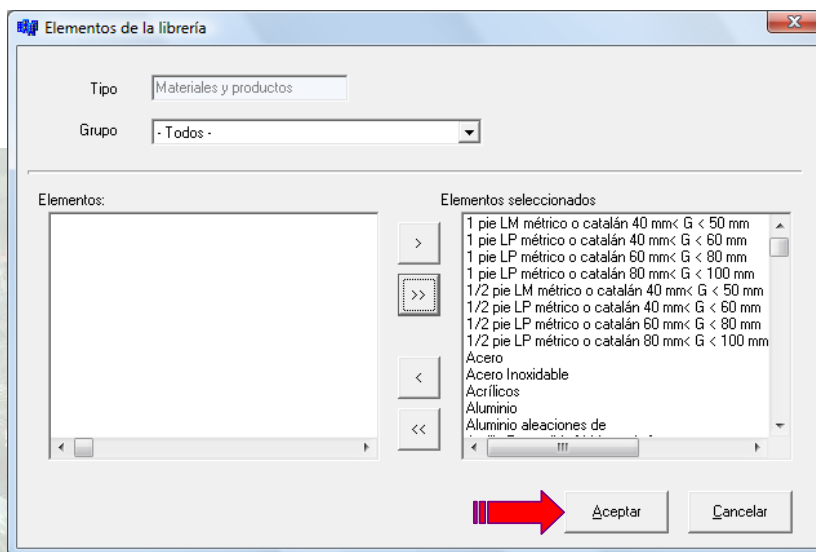 Elementos de la librería
Tipo
Materiales y productos
Grupo
- Todos -
Elementos:
Elementos seleccionados
1 pie LM métrico o catalán 40 mm< G < 50 mm
1 pie LP métrico o catalán 40 mm< G < 60 mm
1 pie LP métrico o catalán 60 mm< G < 80 mm
1 pie LP métrico o catalán 80 mm< G < 100 mm
1/2 pie LM métrico o catalán 40 mm< G < 50 mm
1/2 pie LP métrico o catalán 40 mm< G < 60 mm
1/2 pie LP métrico o catalán 60 mm< G < 80 mm
1/2 pie LP métrico o catalán 80 mm< G < 100 mm
Acero
Acero Inoxidable
Acrílicos
Aluminio
Aluminio aleaciones de
>
>>
<
<<
Aceptar
Cancelar